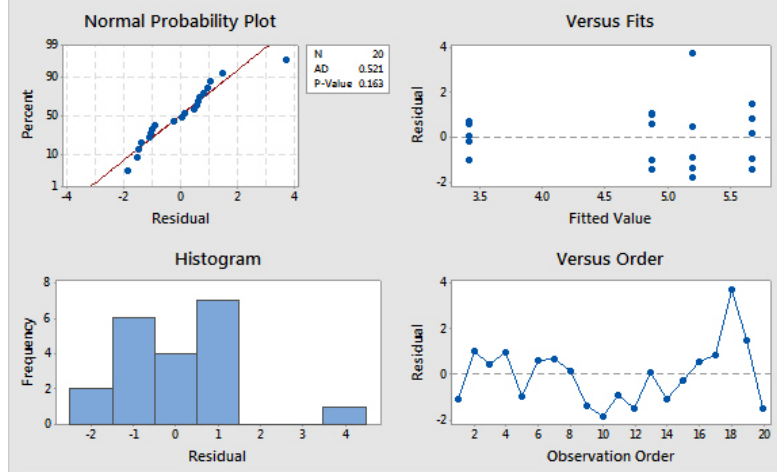 Normal Probability Plot
99
90
50
10
1
Percent
-4 -2 0 2 4
Residual
N 20
AD 0.521
P-Value 0.163
Versus Fits
4
2
0
-2
Residual
3.5 4.0 4.5 5.0 5.5
Fitted Value
Histogram
8
6
4
2
0
Frequency
-2 -1 0 1 2 3 4
Residual
Versus Order
4
2
0
-2
Residual
2 4 6 8 10 12 14 16 18 20
Observation Order